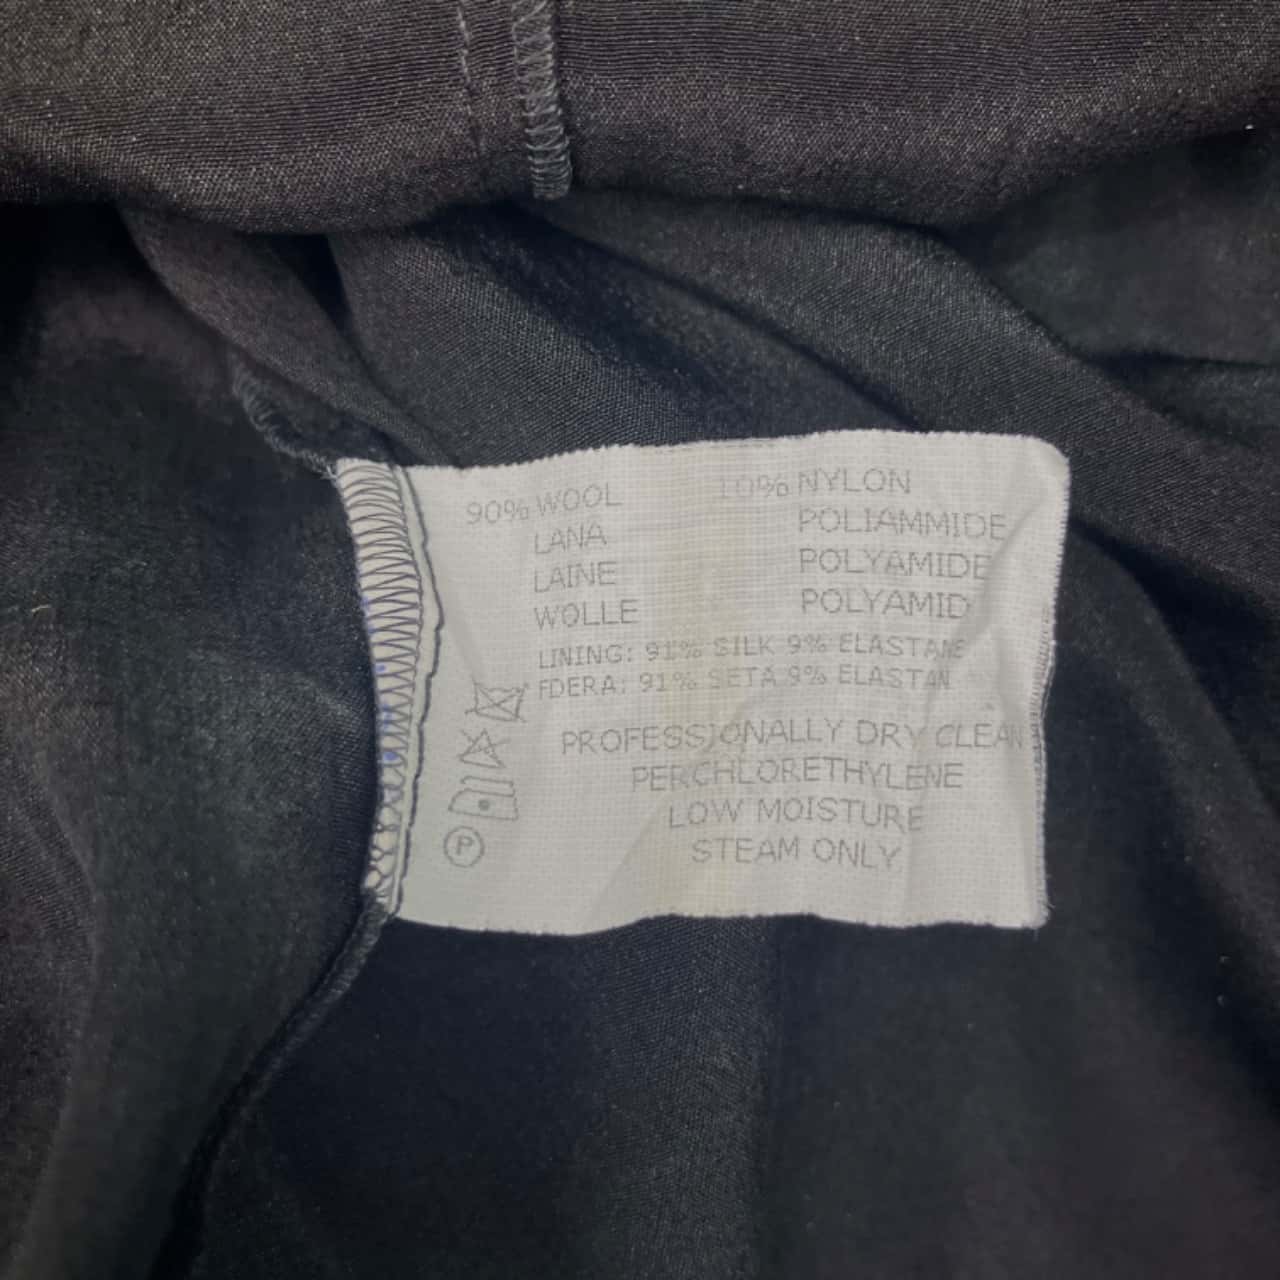 90% WOOL 10% NYLON
LANA POLIAMMIDE
LAINE POLYAMIDE
WOLLE POLYAMID
LINING: 91% SILK 9% ELASTANE
FDERA: 91% SETA 9% ELASTAN
PROFESSIONALLY DRY CLEAN
PERCHLORETHYLENE
LOW MOISTURE
STEAM ONLY
P